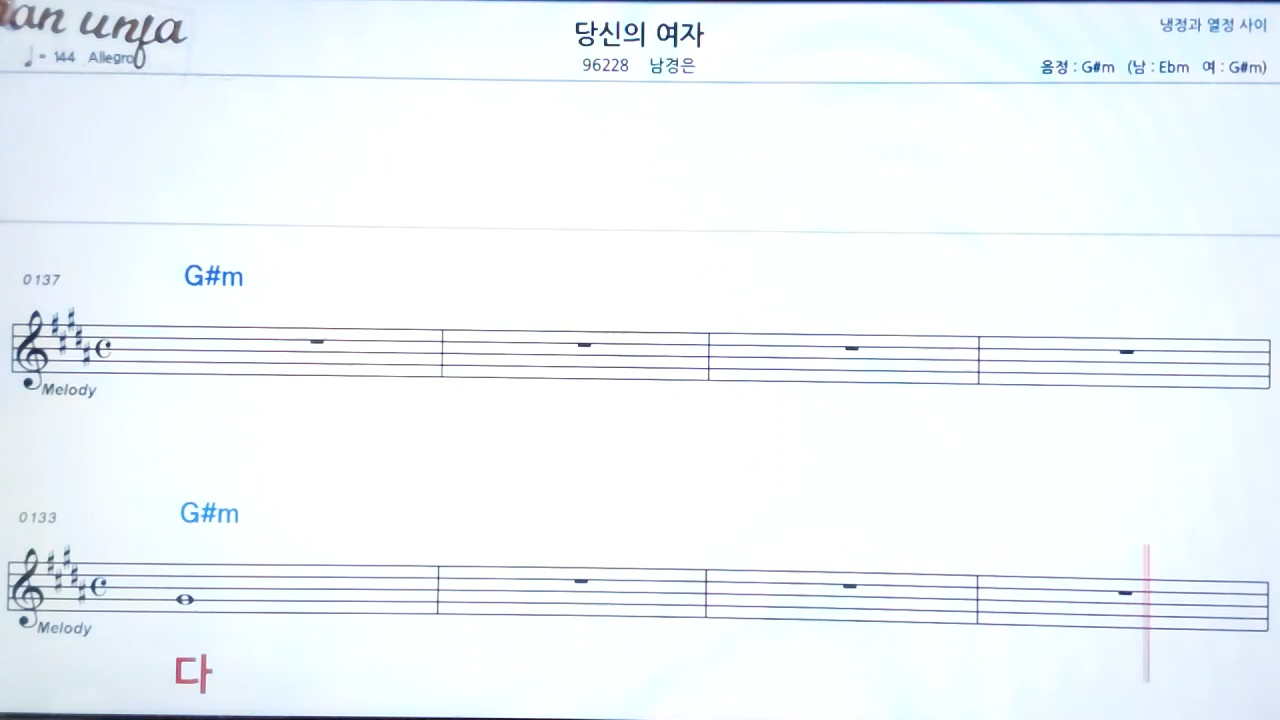 당신의 여자
냉정과 열정 사이
♩ = 144 Allegro
96228 남경은
음정 : G#m (남 : Ebm 여 : G#m)
0137
G#m
Melody
0133
G#m
Melody
다